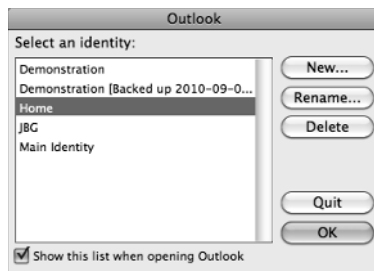 Outlook
Select an identity:
Demonstration
Demonstration [Backed up 2010-09-0...
Home
JBG
Main Identity
New...
Rename...
Delete
Quit
OK
Show this list when opening Outlook